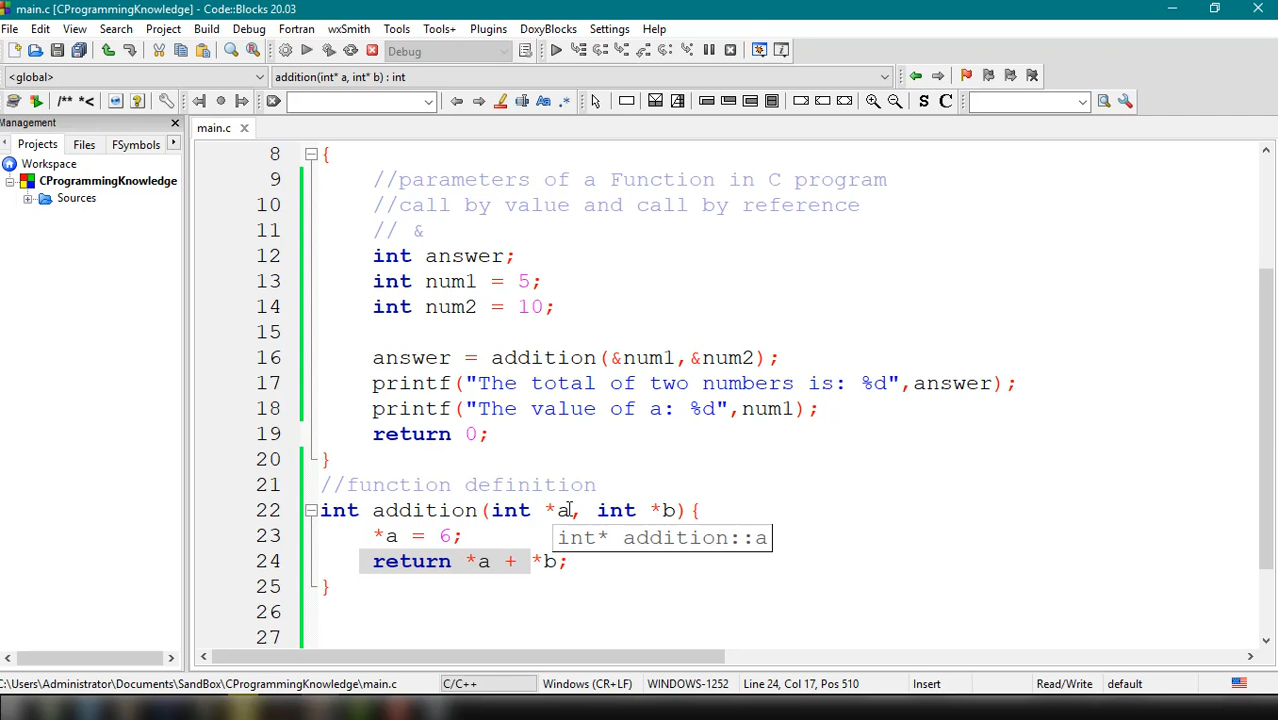 main.c [CProgrammingKnowledge] - Code::Blocks 20.03
File Edit View Search Project Build Debug Fortran wxSmith Tools Tools+ Plugins DoxyBlocks Settings Help
Debug
<global> addition(int* a, int* b) : int
/** *< Aa .* S C
Management
main.c
Projects Files FSymbols
Workspace
CProgrammingKnowledge
Sources
8 {
9 //parameters of a Function in C program
10 //call by value and call by reference
11 // &
12 int answer;
13 int num1 = 5;
14 int num2 = 10;
15
16 answer = addition(&num1,&num2);
17 printf("The total of two numbers is: %d",answer);
18 printf("The value of a: %d",num1);
19 return 0;
20 }
21 //function definition
22 int addition(int *a, int *b){
23 *a = 6;
int* addition::a
24 return *a + *b;
25 }
26
27
C:\Users\Administrator\Documents\SandBox\CProgrammingKnowledge\main.c C/C++ Windows (CR+LF) WINDOWS-1252 Line 24, Col 17, Pos 510 Insert Read/Write default